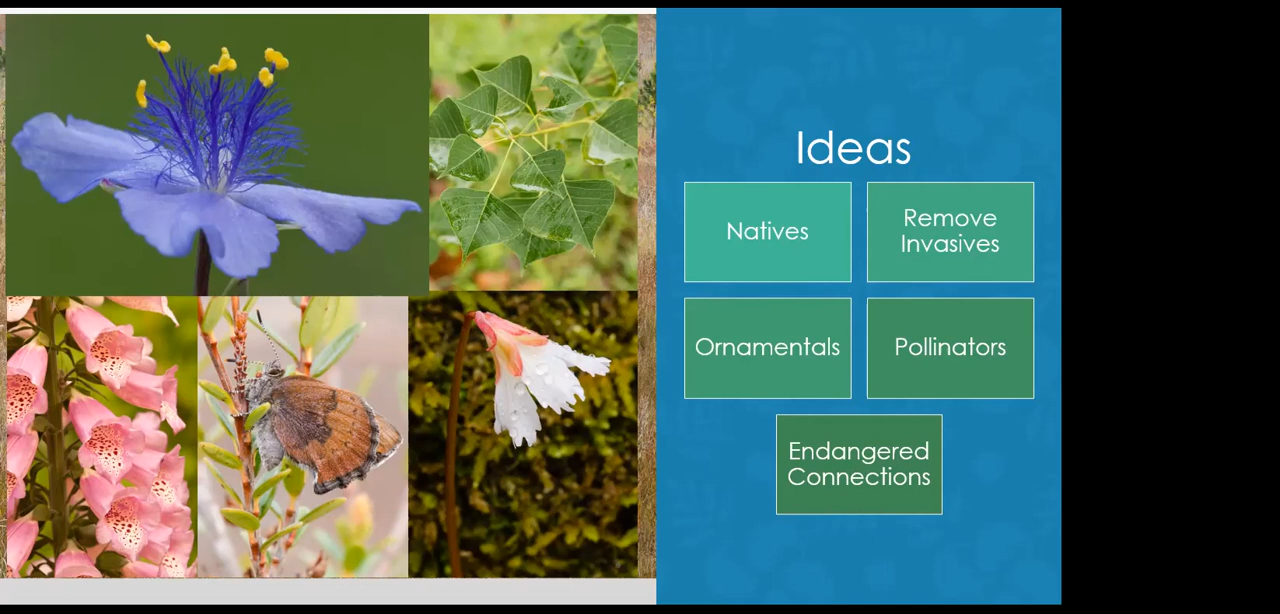 Ideas
Natives
Remove
Invasives
Ornamentals
Pollinators
Endangered
Connections